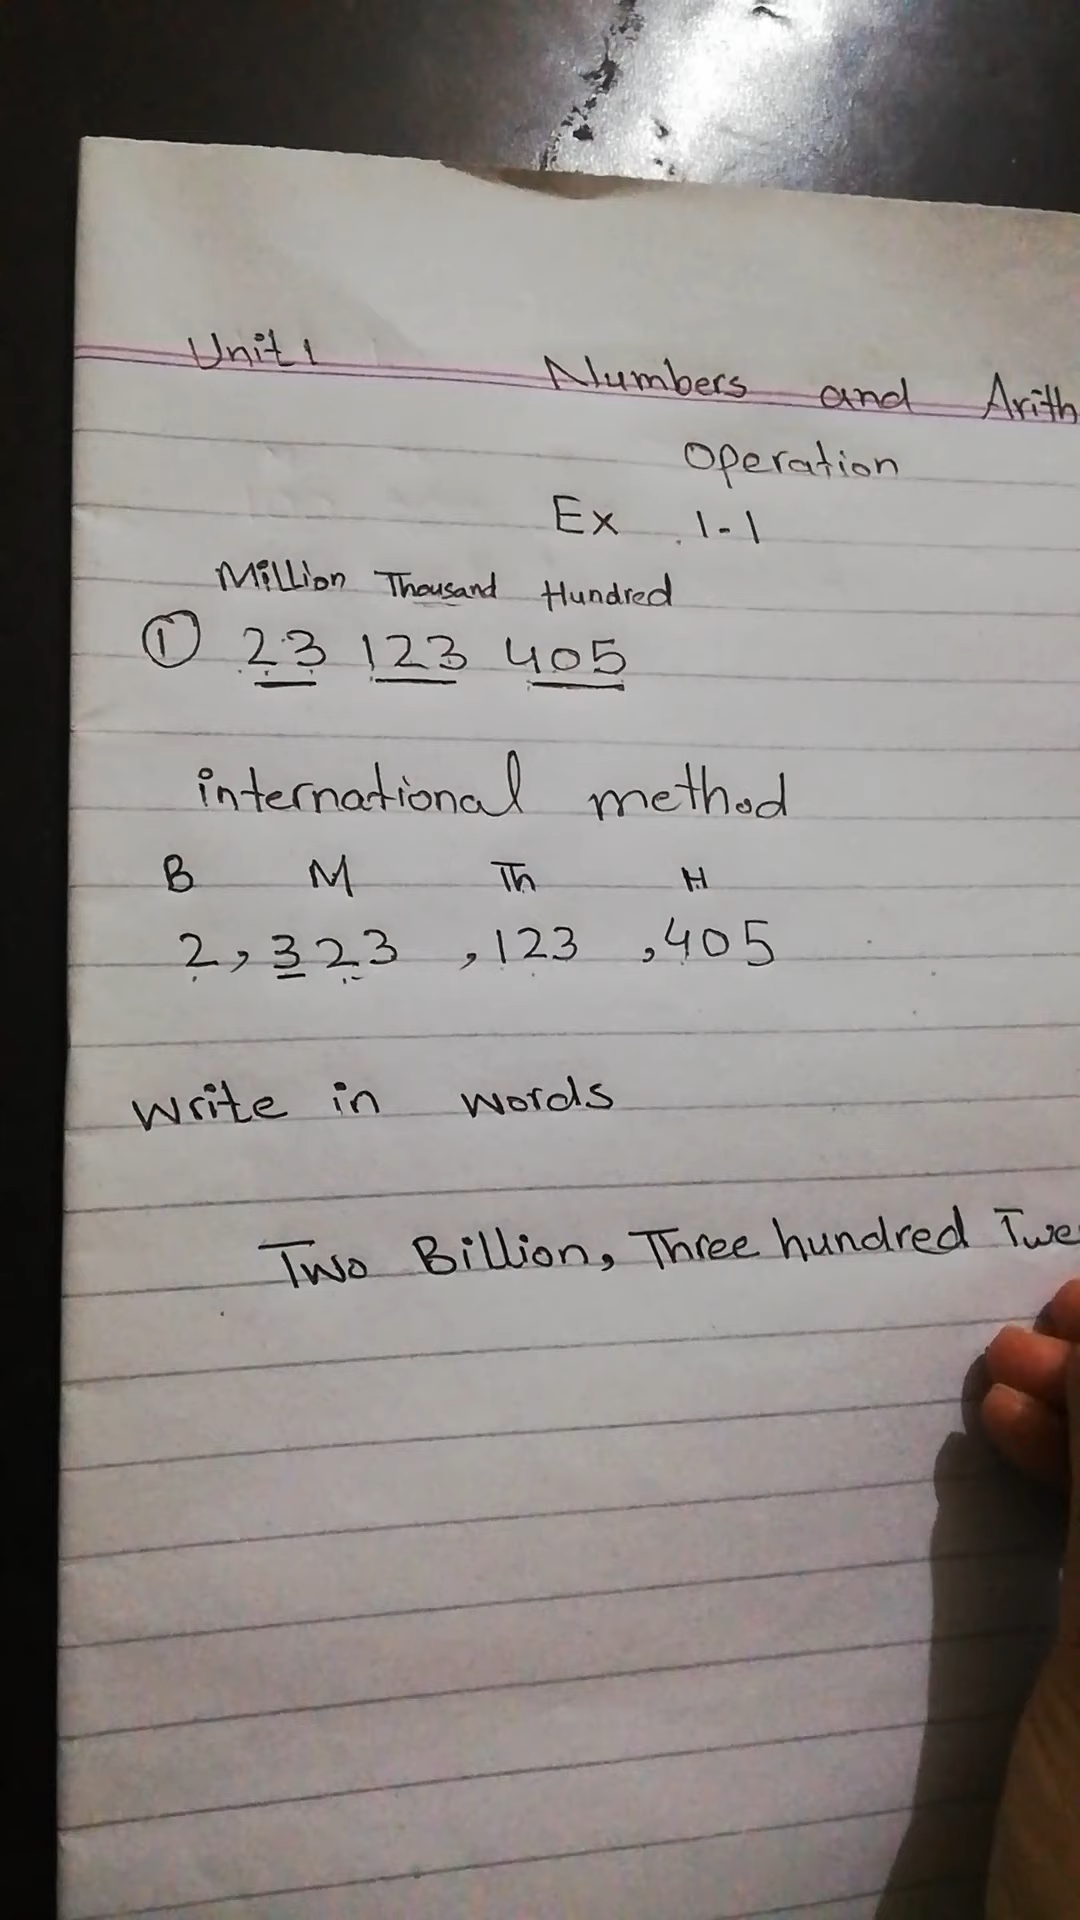 Unit 1 Numbers and Arith
Operation
Ex 1-1
Million Thousand Hundred
① 23 123 405
international method
B M Th H
2,323,123,405
write in words
Two Billion, Three hundred Twe